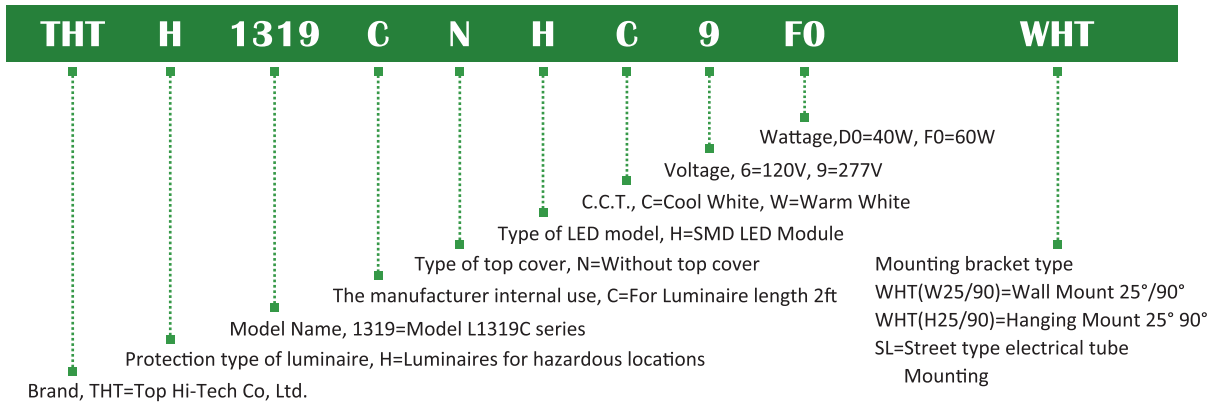 THT H 1319 C N H C 9 F0 WHT
Wattage,D0=40W, F0=60W
Voltage, 6=120V, 9=277V
C.C.T., C=Cool White, W=Warm White
Type of LED model, H=SMD LED Module
Type of top cover, N=Without top cover
The manufacturer internal use, C=For Luminaire length 2ft
Model Name, 1319=Model L1319C series
Protection type of luminaire, H=Luminaires for hazardous locations
Brand, THT=Top Hi-Tech Co, Ltd.
Mounting bracket type
WHT(W25/90)=Wall Mount 25°/90°
WHT(H25/90)=Hanging Mount 25° 90°
SL=Street type electrical tube
Mounting